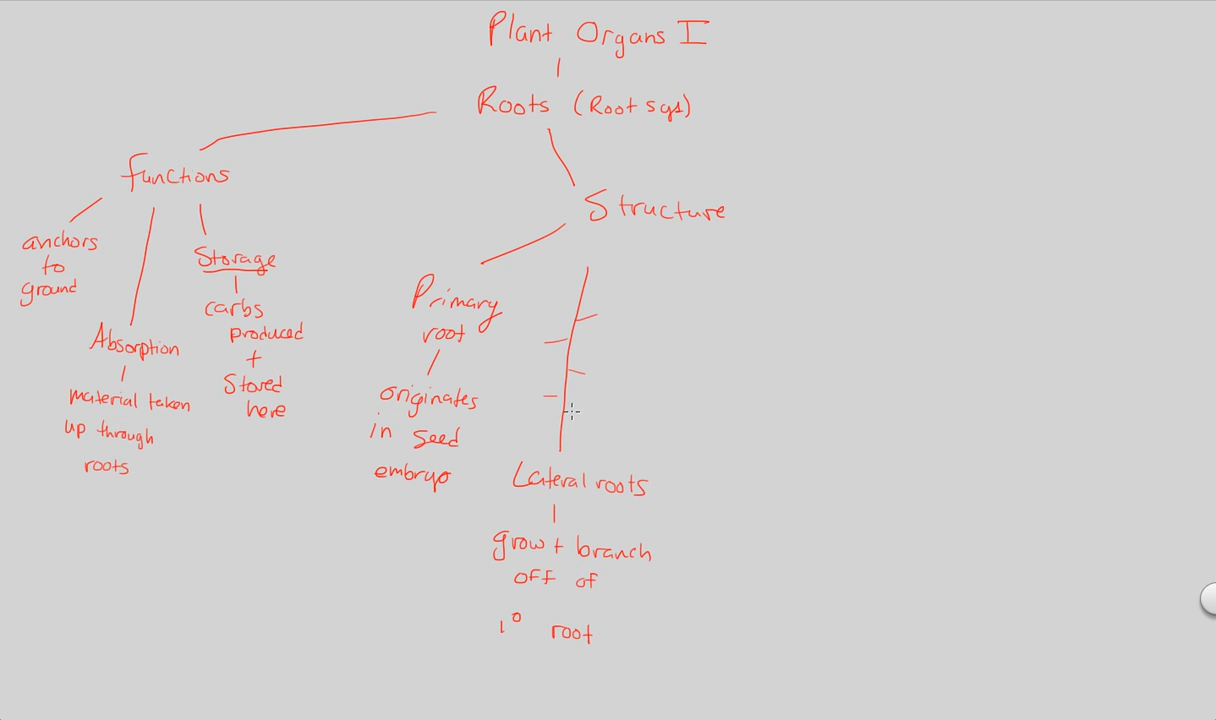 Plant Organs I
Roots (Root sys)
functions
Structure
anchors
to
ground
Absorption
material taken
up through
roots
Storage
carbs
produced
+
Stored
here
Primary
root
originates
in seed
embryo
Lateral roots
grow + branch
off of
1° root